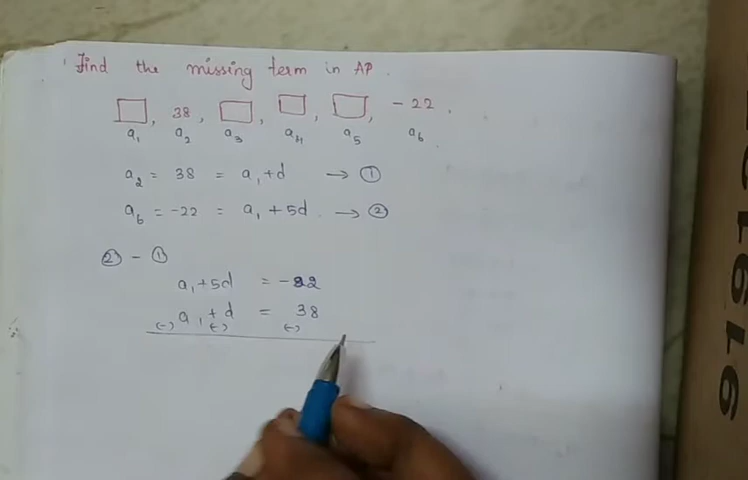 Find the missing term in AP.
□, 38, □, □, □, -22.
a₁ a₂ a₃ a₄ a₅ a₆
a₂ = 38 = a₁+d → ①
a₆ = -22 = a₁ + 5d. → ②
② - ①
a₁+5d = -22
a₁ + d = 38
(-) (-) (-)
91912